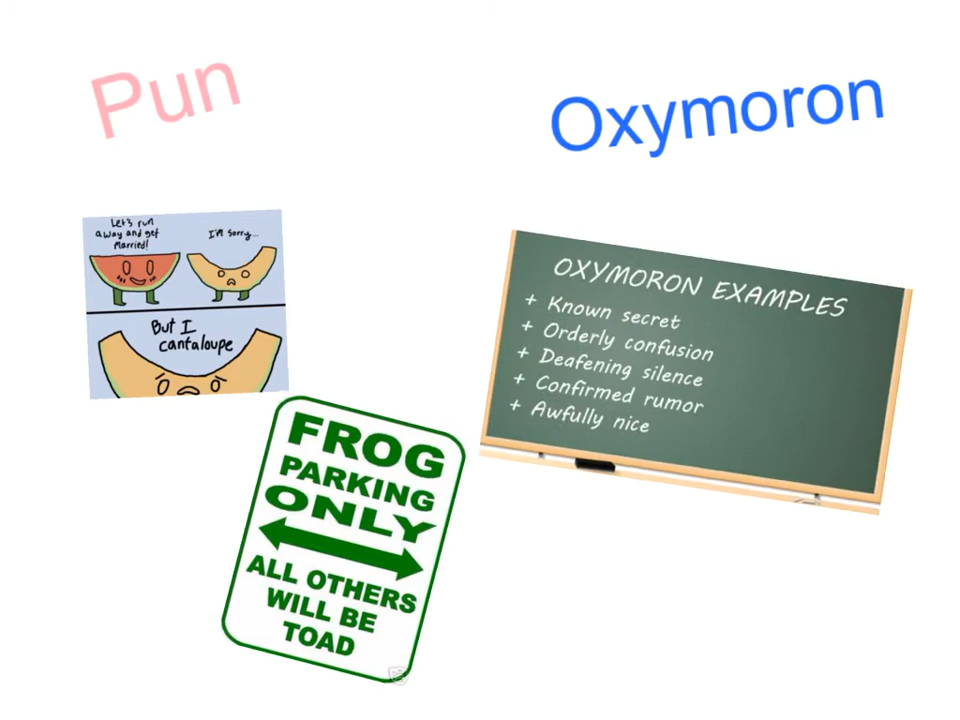 Pun
Oxymoron
Let's run
away and get
married!
I'm sorry...
But I
cantaloupe
FROG
PARKING
ONLY
ALL OTHERS
WILL BE
TOAD
OXYMORON EXAMPLES
+ Known secret
+ Orderly confusion
+ Deafening silence
+ Confirmed rumor
+ Awfully nice